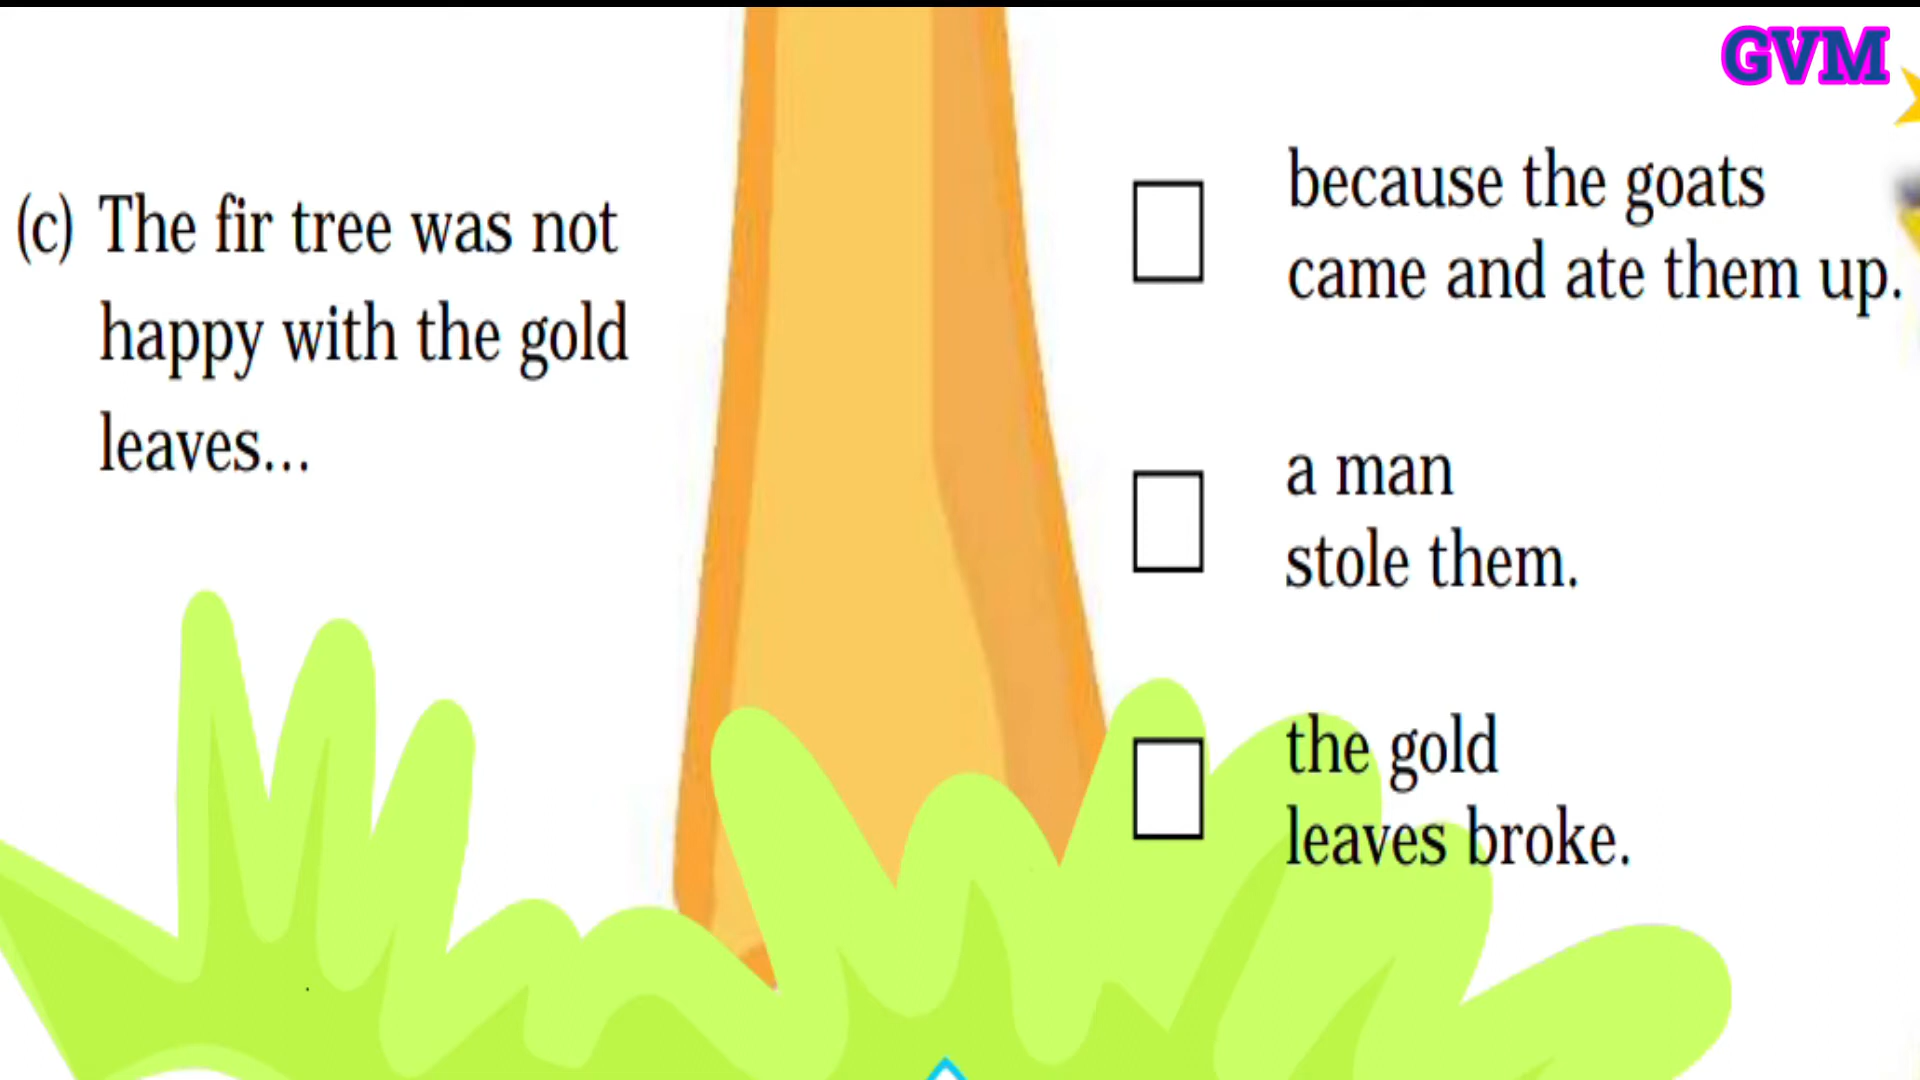 GVM
(c) The fir tree was not
happy with the gold
leaves...
because the goats
came and ate them up.
a man
stole them.
the gold
leaves broke.